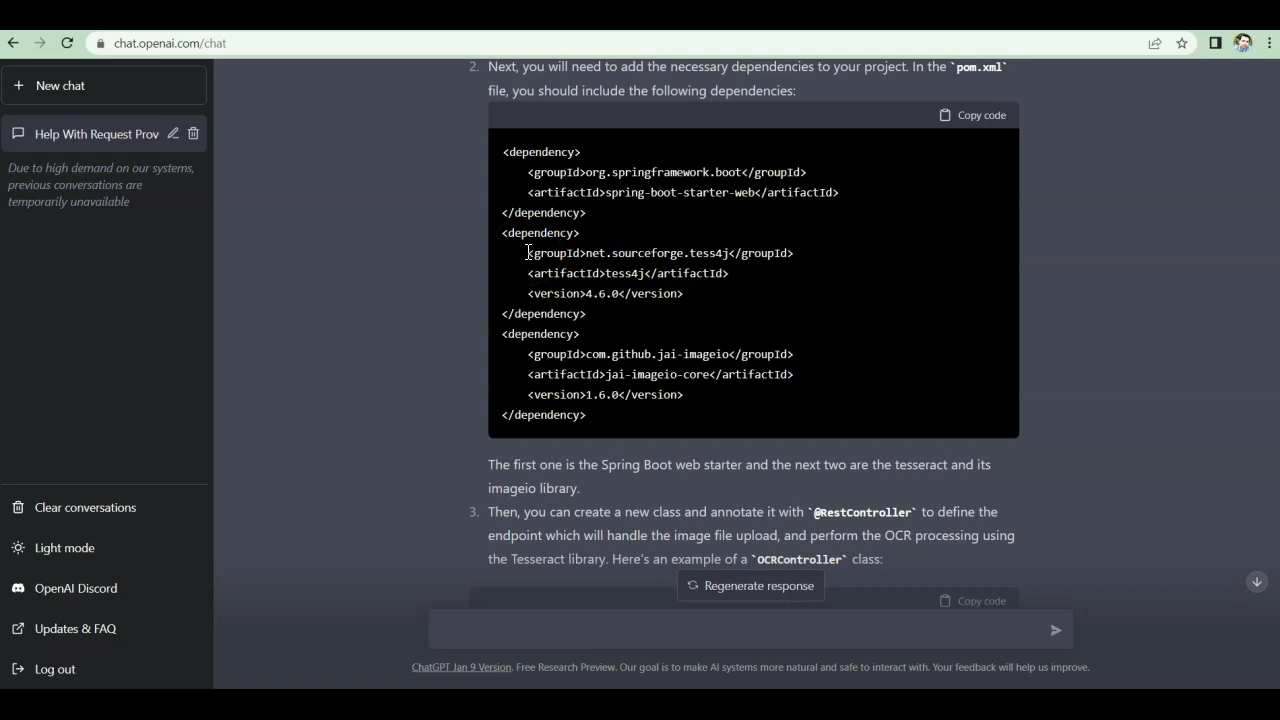 chat.openai.com/chat
New chat
Help With Request Prov
Due to high demand on our systems,
previous conversations are
temporarily unavailable
Clear conversations
Light mode
OpenAI Discord
Updates & FAQ
Log out
2. Next, you will need to add the necessary dependencies to your project. In the `pom.xml`
file, you should include the following dependencies:
Copy code
<dependency>
<groupId>org.springframework.boot</groupId>
<artifactId>spring-boot-starter-web</artifactId>
</dependency>
<dependency>
<groupId>net.sourceforge.tess4j</groupId>
<artifactId>tess4j</artifactId>
<version>4.6.0</version>
</dependency>
<dependency>
<groupId>com.github.jai-imageio</groupId>
<artifactId>jai-imageio-core</artifactId>
<version>1.6.0</version>
</dependency>
The first one is the Spring Boot web starter and the next two are the tesseract and its
imageio library.
3. Then, you can create a new class and annotate it with `@RestController` to define the
endpoint which will handle the image file upload, and perform the OCR processing using
the Tesseract library. Here's an example of a `OCRController` class:
Regenerate response
Copy code
ChatGPT Jan 9 Version. Free Research Preview. Our goal is to make AI systems more natural and safe to interact with. Your feedback will help us improve.